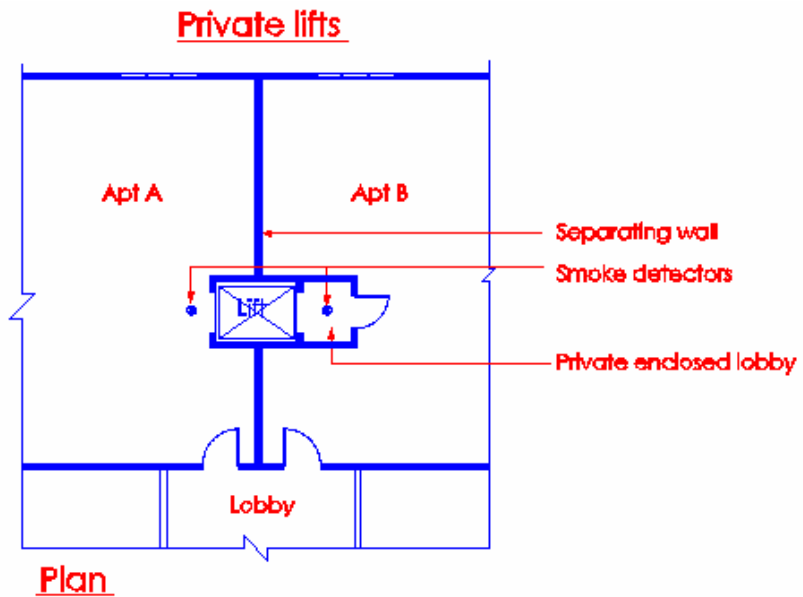 Private lifts
Apt A
Apt B
Separating wall
Smoke detectors
Lift
Private enclosed lobby
Lobby
Plan